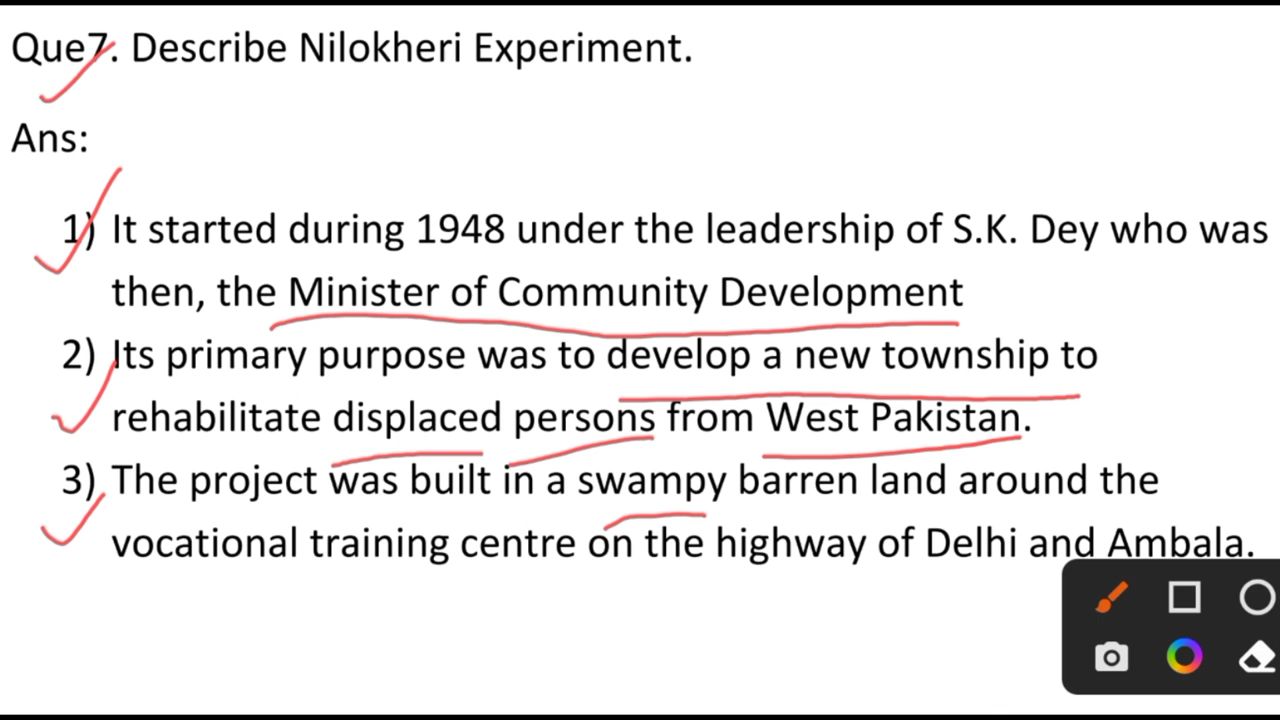 Que7. Describe Nilokheri Experiment.
Ans:
1) It started during 1948 under the leadership of S.K. Dey who was
then, the Minister of Community Development
2) Its primary purpose was to develop a new township to
rehabilitate displaced persons from West Pakistan.
3) The project was built in a swampy barren land around the
vocational training centre on the highway of Delhi and Ambala.